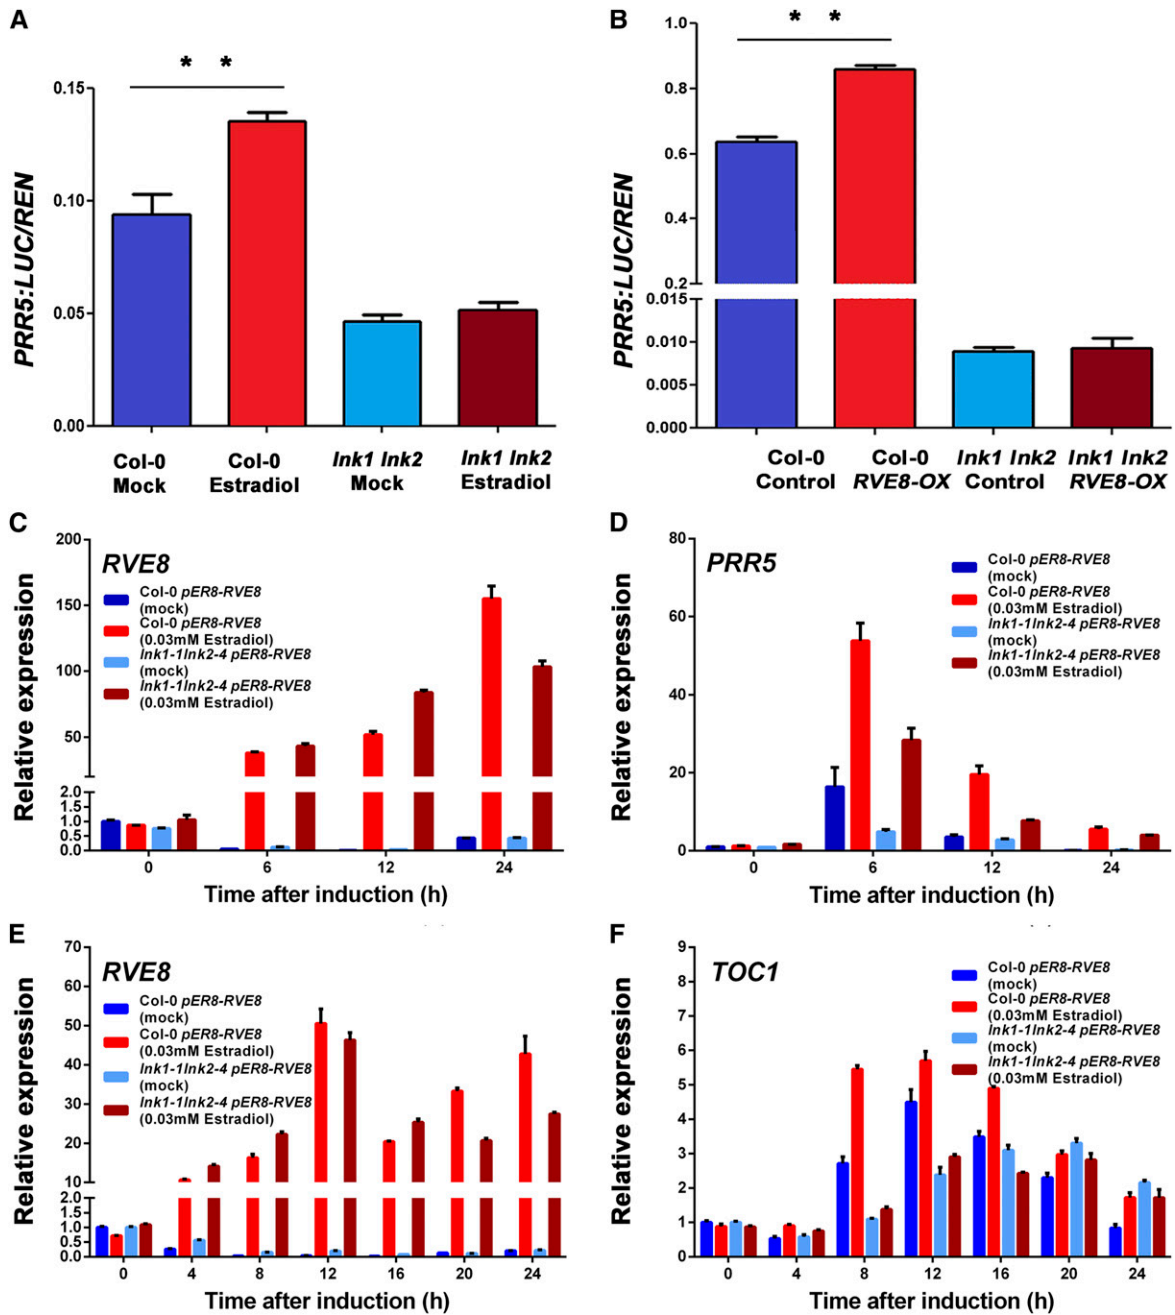 A
* *
PRR5:LUC/REN
0.15
0.10
0.05
0.00
Col-0
Mock
Col-0
Estradiol
lnk1 lnk2
Mock
lnk1 lnk2
Estradiol
B
* *
PRR5:LUC/REN
1.0
0.8
0.6
0.4
0.2
0.015
0.010
0.005
0.000
Col-0
Control
Col-0
RVE8-OX
lnk1 lnk2
Control
lnk1 lnk2
RVE8-OX
C
RVE8
Relative expression
200
150
100
50
2.0
1.5
1.0
0.5
0.0
Col-0 pER8-RVE8
(mock)
Col-0 pER8-RVE8
(0.03mM Estradiol)
lnk1-1lnk2-4 pER8-RVE8
(mock)
lnk1-1lnk2-4 pER8-RVE8
(0.03mM Estradiol)
0 6 12 24
Time after induction (h)
D
PRR5
Relative expression
80
60
40
20
0
Col-0 pER8-RVE8
(mock)
Col-0 pER8-RVE8
(0.03mM Estradiol)
lnk1-1lnk2-4 pER8-RVE8
(mock)
lnk1-1lnk2-4 pER8-RVE8
(0.03mM Estradiol)
0 6 12 24
Time after induction (h)
E
RVE8
Relative expression
70
60
50
40
30
20
10
2.0
1.5
1.0
0.5
0.0
Col-0 pER8-RVE8
(mock)
Col-0 pER8-RVE8
(0.03mM Estradiol)
lnk1-1lnk2-4 pER8-RVE8
(mock)
lnk1-1lnk2-4 pER8-RVE8
(0.03mM Estradiol)
0 4 8 12 16 20 24
Time after induction (h)
F
TOC1
Relative expression
9
8
7
6
5
4
3
2
1
0
Col-0 pER8-RVE8
(mock)
Col-0 pER8-RVE8
(0.03mM Estradiol)
lnk1-1lnk2-4 pER8-RVE8
(mock)
lnk1-1lnk2-4 pER8-RVE8
(0.03mM Estradiol)
0 4 8 12 16 20 24
Time after induction (h)